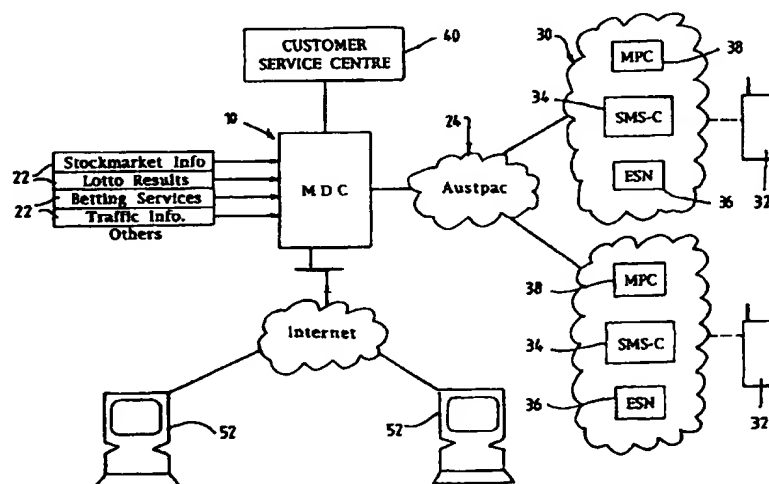 CUSTOMER
SERVICE CENTRE
40
10
MDC
22
Stockmarket Info
Lotto Results
22
Betting Services
Traffic Info.
Others
24
Austpac
30
MPC
38
34
SMS-C
ESN
36
32
38
MPC
34
SMS-C
36
ESN
32
Internet
52
52